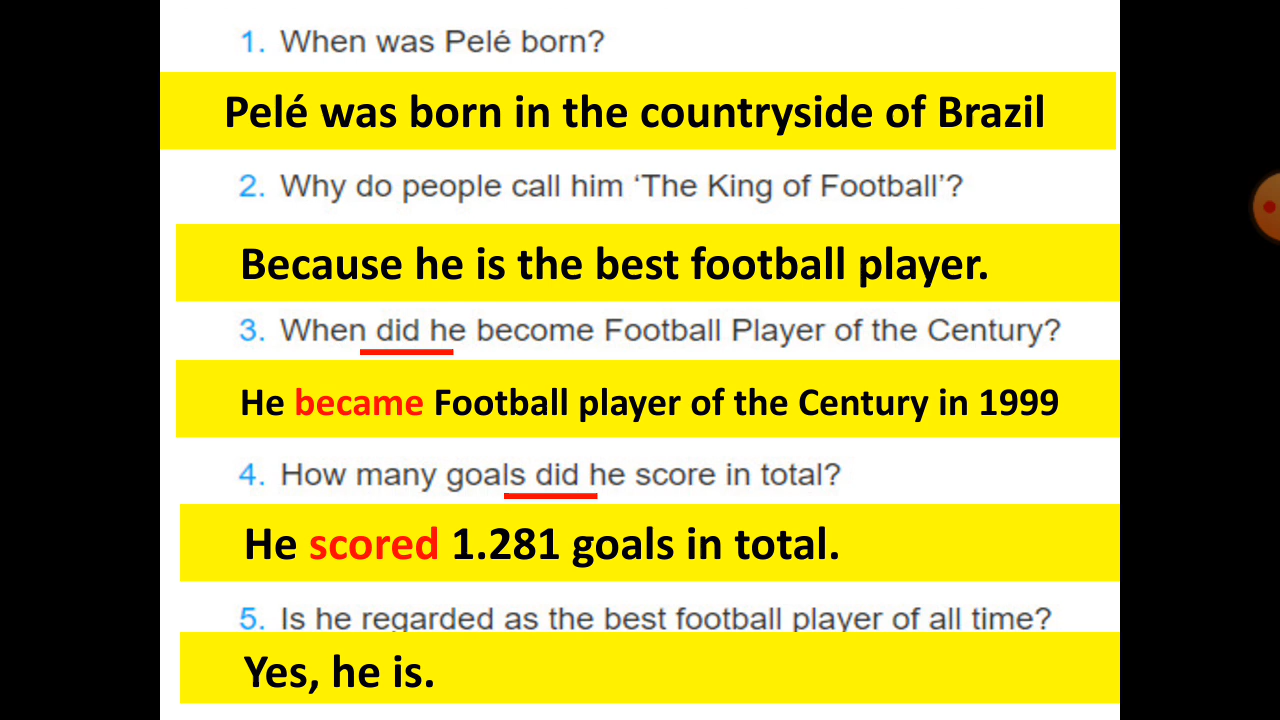 1. When was Pelé born?
Pelé was born in the countryside of Brazil
2. Why do people call him ‘The King of Football’?
Because he is the best football player.
3. When did he become Football Player of the Century?
He became Football player of the Century in 1999
4. How many goals did he score in total?
He scored 1.281 goals in total.
5. Is he regarded as the best football player of all time?
Yes, he is.